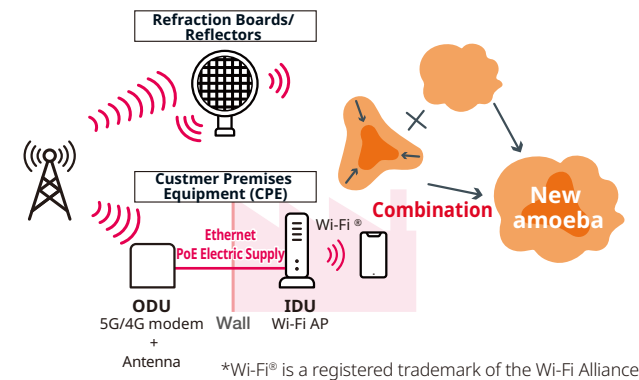 Refraction Boards/
Reflectors
Custmer Premises
Equipment (CPE)
Ethernet
PoE Electric Supply
Wi-Fi ®
Combination
New
amoeba
ODU
5G/4G modem
+
Antenna
Wall
IDU
Wi-Fi AP
*Wi-Fi® is a registered trademark of the Wi-Fi Alliance